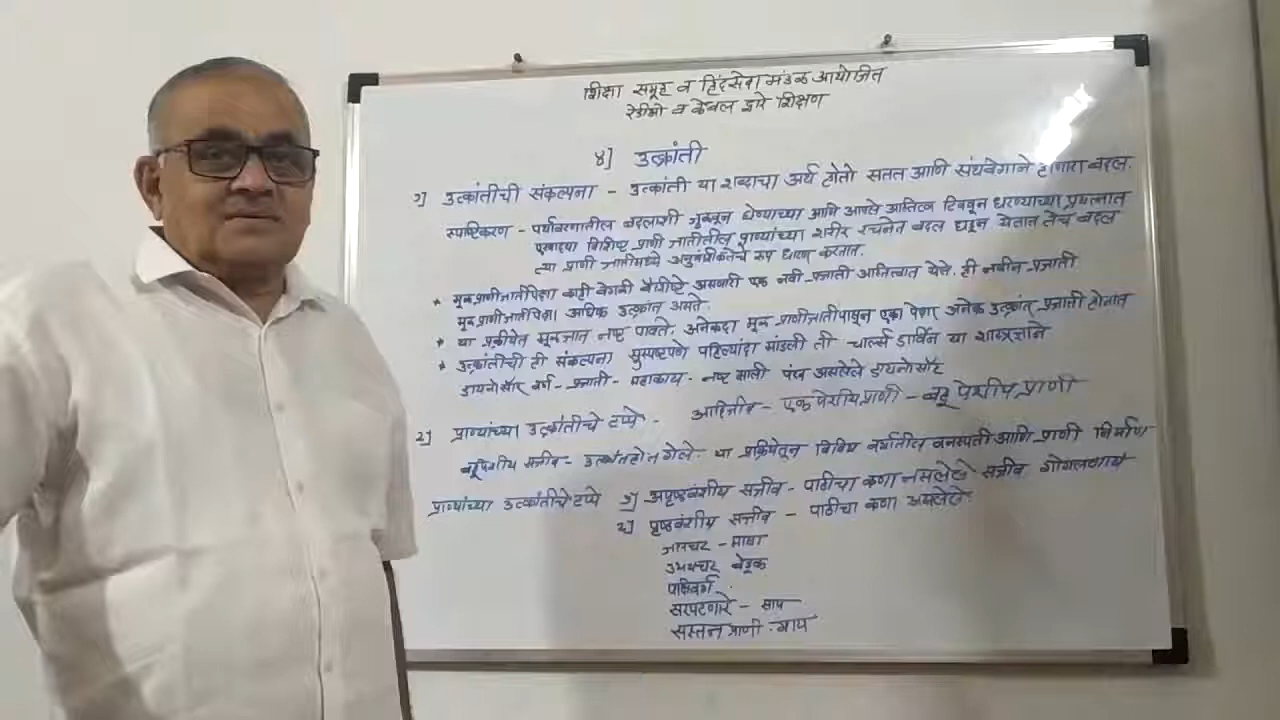 शिक्षा समूह व हिंदसेवा मंडळ आयोजित
रेडीओ व केबल द्वारे शिक्षण
४] उत्क्रांती
१) उत्क्रांतीची संकल्पना - उत्क्रांती या शब्दाचा अर्थ होतो सतत आणि संथवेगाने होणारा बदल.
स्पष्टिकरण - पर्यावरणातील बदलाशी जुळवून घेण्याच्या आणि आपले अस्तित्व टिकवून धरण्याच्या प्रयत्नात
एखाद्या विशिष्ट प्राणी जातीतील प्राण्यांच्या शरीर रचनेत बदल घडून येतात तेच बदल
त्या प्राणी जातीमध्ये अनुवंशीकतेचे रुप धारण करतात.
* मूळ प्राणीजातीपेक्षा काही वेगळी वैशीष्टे असणारी एक नवी प्रजाती अस्तित्वात येते. ही नवीन प्रजाती
मूळ प्राणीजातीपेक्षा अधिक उत्क्रांत असते.
* या प्रक्रीयेत मूळजात नष्ट पावते. अनेकदा मूळ प्राणीजातीपासून एका पेक्षा अनेक उत्क्रांत प्रजाती होतात
* उत्क्रांतीची ही संकल्पना सुस्पष्टपणे पहिल्यांदा मांडली ती चार्ल्स डार्विन या शास्त्रज्ञाने
डायनोसॉर वर्ग - प्रजाती - महाकाय - नष्ट झाली पंख असलेले डायनोसॉर
२] प्राण्यांच्या उत्क्रांतीचे टप्पे - आदिजीव - एकपेशीय प्राणी - बहू पेशीय प्राणी
बहूपेशीय सजीव - उत्क्रांत होत गेले - या प्रक्रियेतून विविध वर्गातील वनस्पती आणि प्राणी निर्माण
प्राण्यांच्या उत्क्रांतीचे टप्पे १) अपृष्ठवंशीय सजीव - पाठीचा कणा नसलेले सजीव गोगलगाय
२] पृष्ठवंशीय सजीव - पाठीचा कणा असलेले
जलचर - मासा
उभयचर बेडूक
पक्षिवर्ग -
सरपटणारे - साप
सस्तन प्राणी - गाय